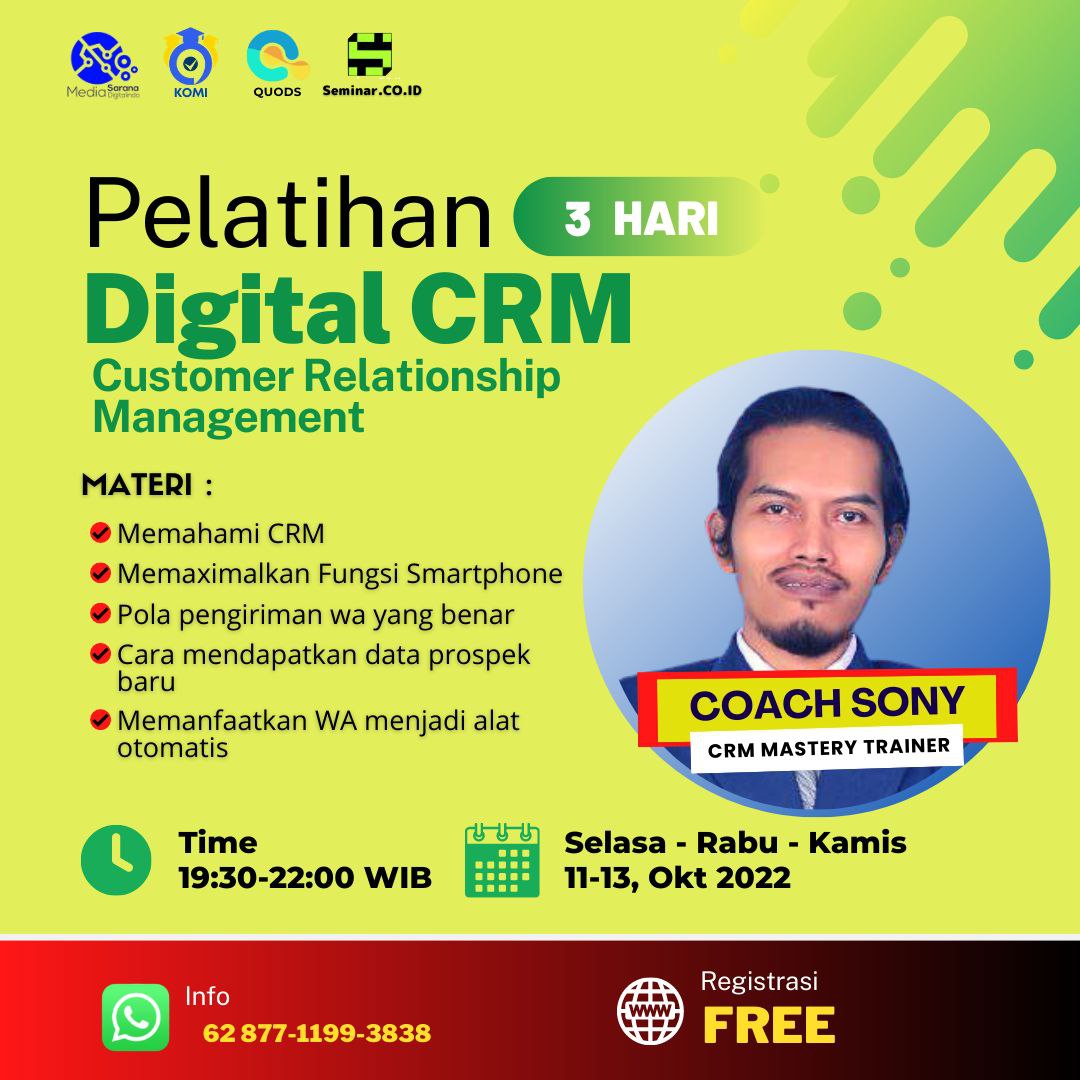 Media Sarana
Digitalindo
KOMI
QUODS
Seminar.CO.ID
Pelatihan 3 HARI
Digital CRM
Customer Relationship
Management
MATERI :
Memahami CRM
Memaximalkan Fungsi Smartphone
Pola pengiriman wa yang benar
Cara mendapatkan data prospek
baru
Memanfaatkan WA menjadi alat
otomatis
COACH SONY
CRM MASTERY TRAINER
Time
19:30-22:00 WIB
Selasa - Rabu - Kamis
11-13, Okt 2022
Info
62 877-1199-3838
WWW
Registrasi
FREE